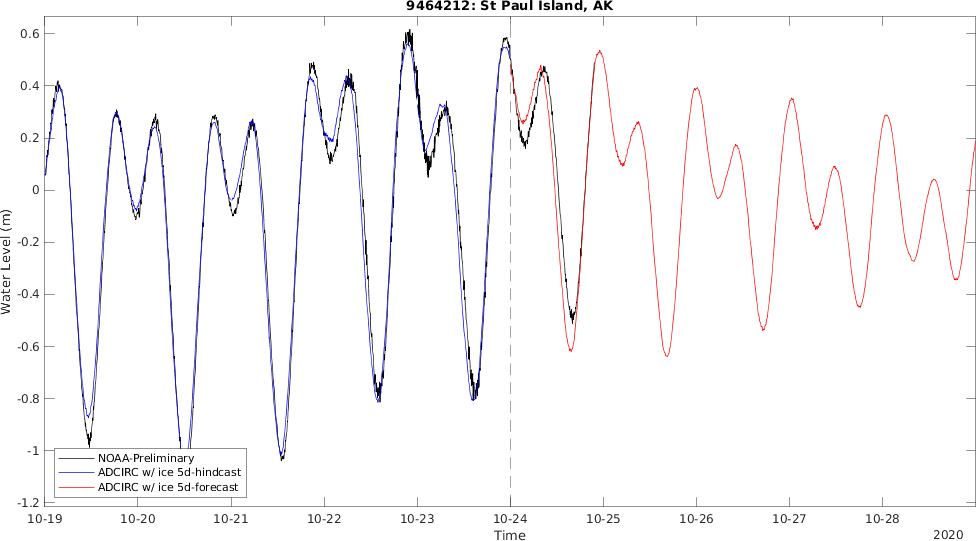 9464212: St Paul Island, AK
0.6
0.4
0.2
0
-0.2
-0.4
-0.6
-0.8
-1
-1.2
Water Level (m)
NOAA-Preliminary
ADCIRC w/ ice 5d-hindcast
ADCIRC w/ ice 5d-forecast
10-19 10-20 10-21 10-22 10-23 10-24 10-25 10-26 10-27 10-28
Time
2020